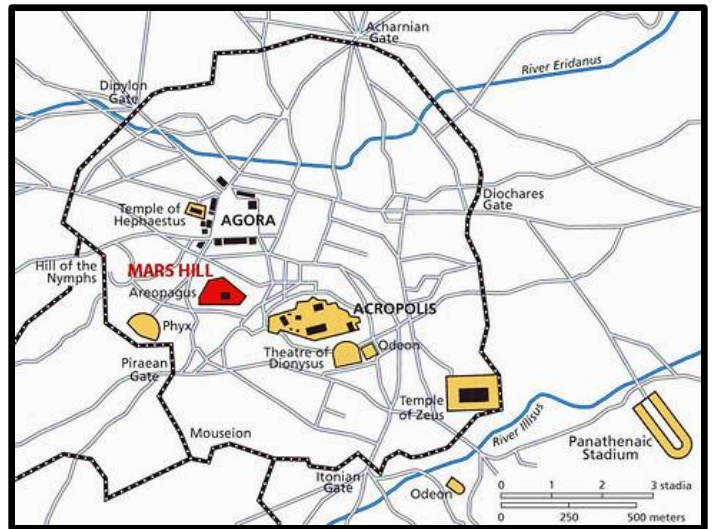 Acharnian
Gate
River Eridanus
Dipylon
Gate
Diochares
Gate
Temple of
Hephaestus
AGORA
Hill of the
Nymphs
MARS HILL
Areopagus
ACROPOLIS
Phyx
Theatre of
Dionysus
Odeon
Piraean
Gate
Temple
of Zeus
Mouseion
River Illisus
Panathenaic
Stadium
Itonian
Gate
Odeon
0 1 2 3 stadia
0 250 500 meters